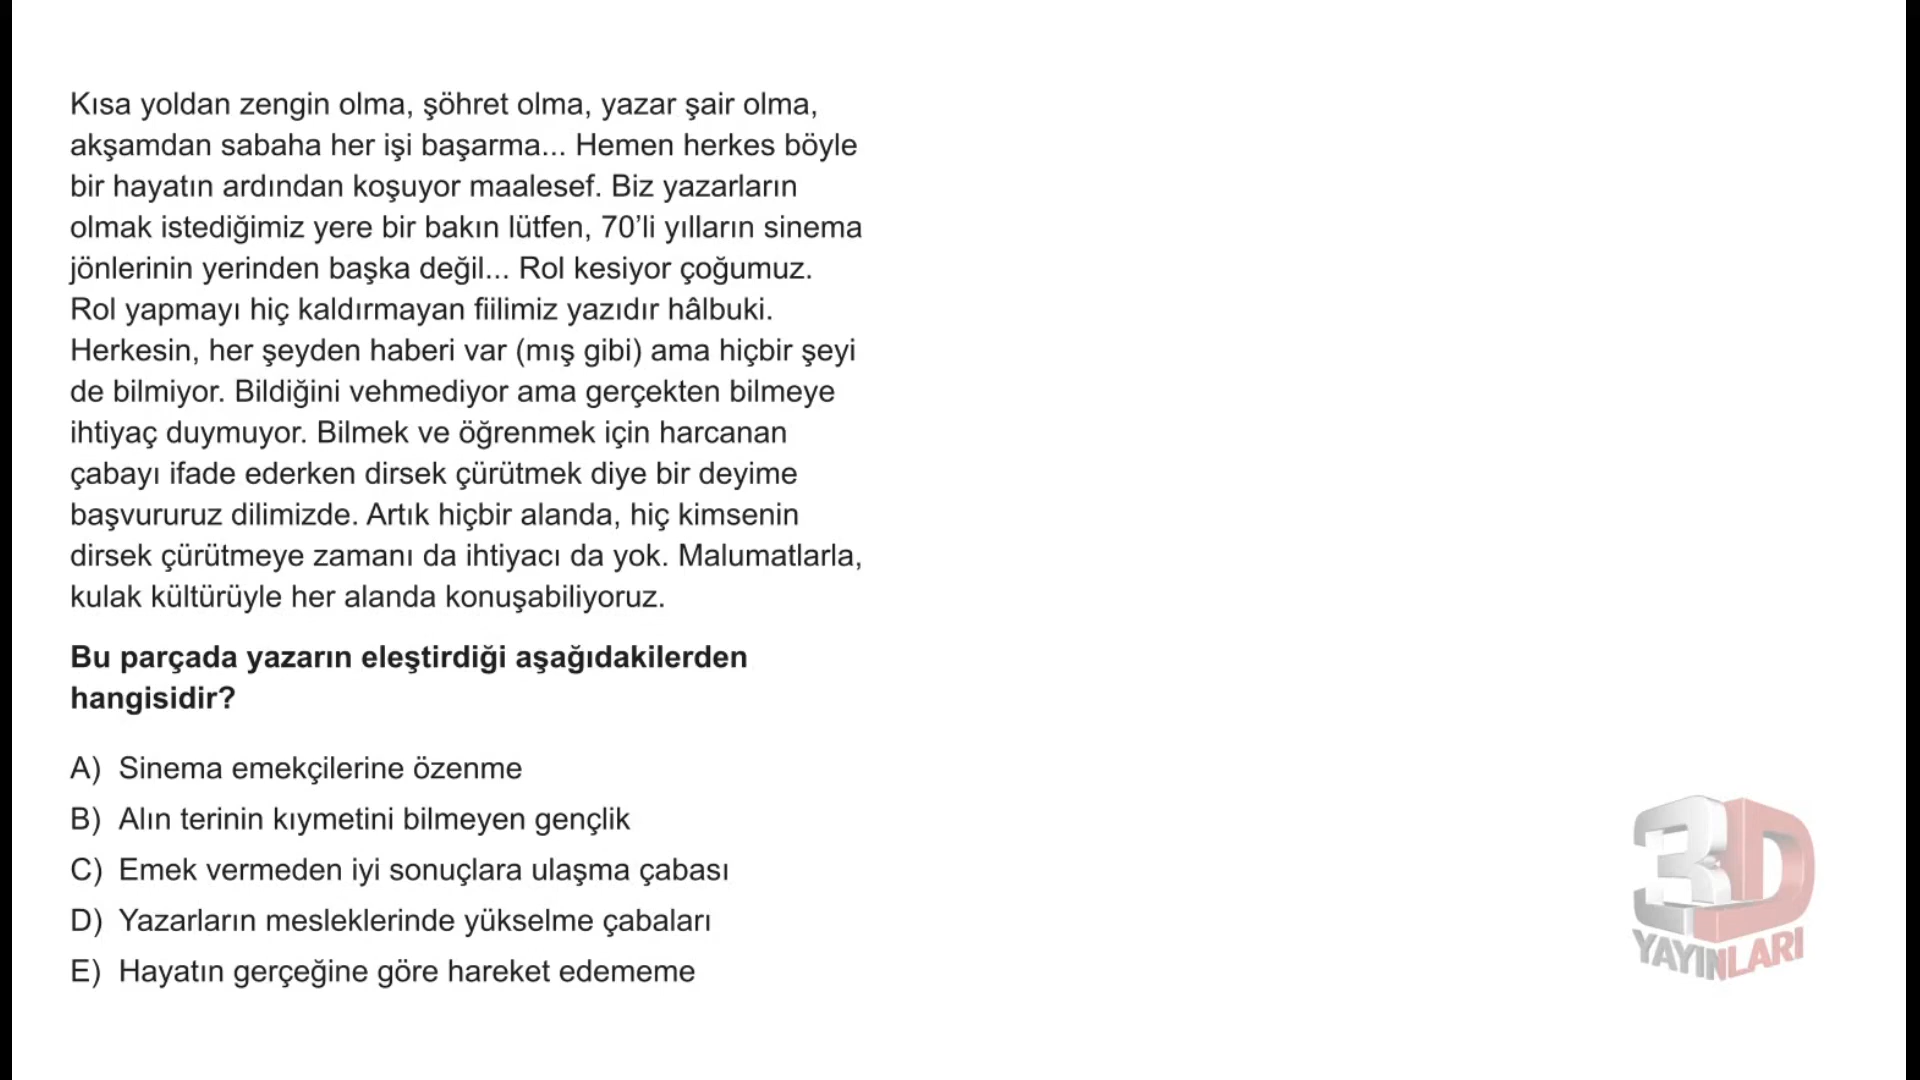 Kısa yoldan zengin olma, şöhret olma, yazar şair olma,
akşamdan sabaha her işi başarma... Hemen herkes böyle
bir hayatın ardından koşuyor maalesef. Biz yazarların
olmak istediğimiz yere bir bakın lütfen, 70’li yılların sinema
jönlerinin yerinden başka değil... Rol kesiyor çoğumuz.
Rol yapmayı hiç kaldırmayan fiilimiz yazıdır hâlbuki.
Herkesin, her şeyden haberi var (mış gibi) ama hiçbir şeyi
de bilmiyor. Bildiğini vehmediyor ama gerçekten bilmeye
ihtiyaç duymuyor. Bilmek ve öğrenmek için harcanan
çabayı ifade ederken dirsek çürütmek diye bir deyime
başvururuz dilimizde. Artık hiçbir alanda, hiç kimsenin
dirsek çürütmeye zamanı da ihtiyacı da yok. Malumatlarla,
kulak kültürüyle her alanda konuşabiliyoruz.
Bu parçada yazarın eleştirdiği aşağıdakilerden
hangisidir?
A) Sinema emekçilerine özenme
B) Alın terinin kıymetini bilmeyen gençlik
C) Emek vermeden iyi sonuçlara ulaşma çabası
D) Yazarların mesleklerinde yükselme çabaları
E) Hayatın gerçeğine göre hareket edememe
3D
YAYINLARI